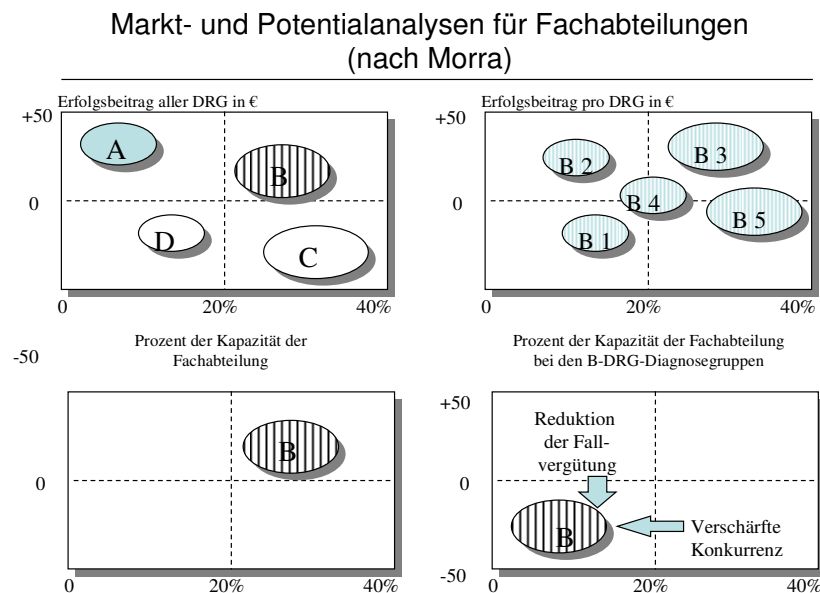 Markt- und Potentialanalysen für Fachabteilungen
(nach Morra)
Erfolgsbeitrag aller DRG in €
+50
A
B
0
D
C
0
20%
40%
Prozent der Kapazität der
Fachabteilung
Erfolgsbeitrag pro DRG in €
+50
B 2
B 3
B 4
0
B 5
B 1
0
20%
40%
Prozent der Kapazität der Fachabteilung
bei den B-DRG-Diagnosegruppen
-50
B
0
0
20%
40%
+50
Reduktion
der Fall-
vergütung
0
B
Verschärfte
Konkurrenz
-50
0
20%
40%